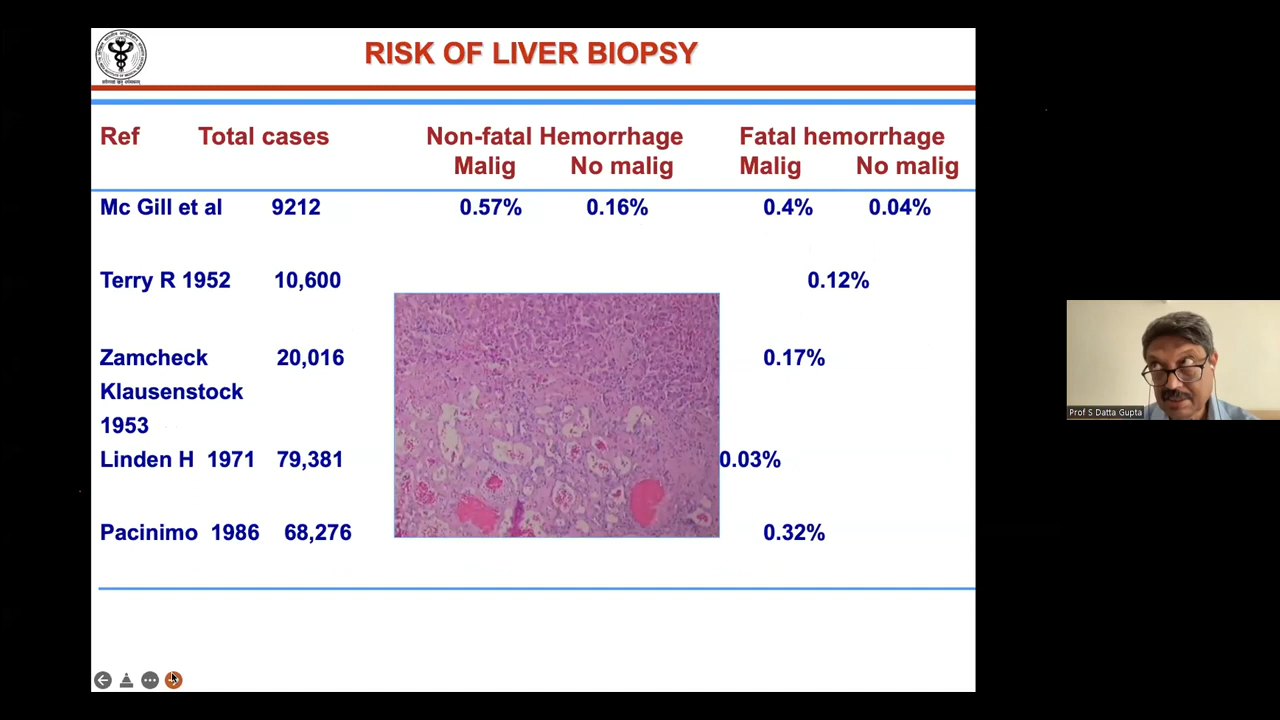 RISK OF LIVER BIOPSY
Ref Total cases Non-fatal Hemorrhage Fatal hemorrhage
Malig No malig Malig No malig
Mc Gill et al 9212 0.57% 0.16% 0.4% 0.04%
Terry R 1952 10,600 0.12%
Zamcheck 20,016 0.17%
Klausenstock
1953
Linden H 1971 79,381 0.03%
Pacinimo 1986 68,276 0.32%
Prof S Datta Gupta